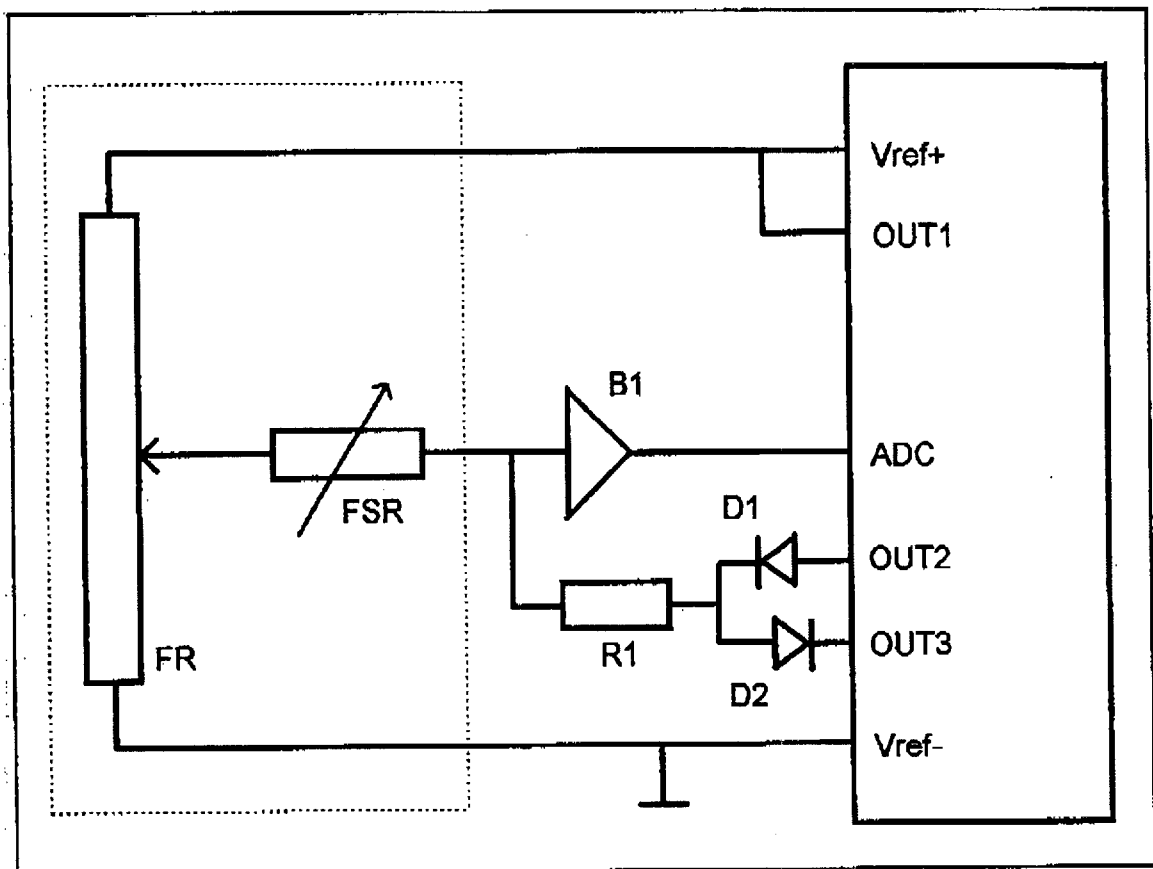 Vref+
OUT1
B1
ADC
FSR
D1
OUT2
R1
OUT3
FR
D2
Vref-